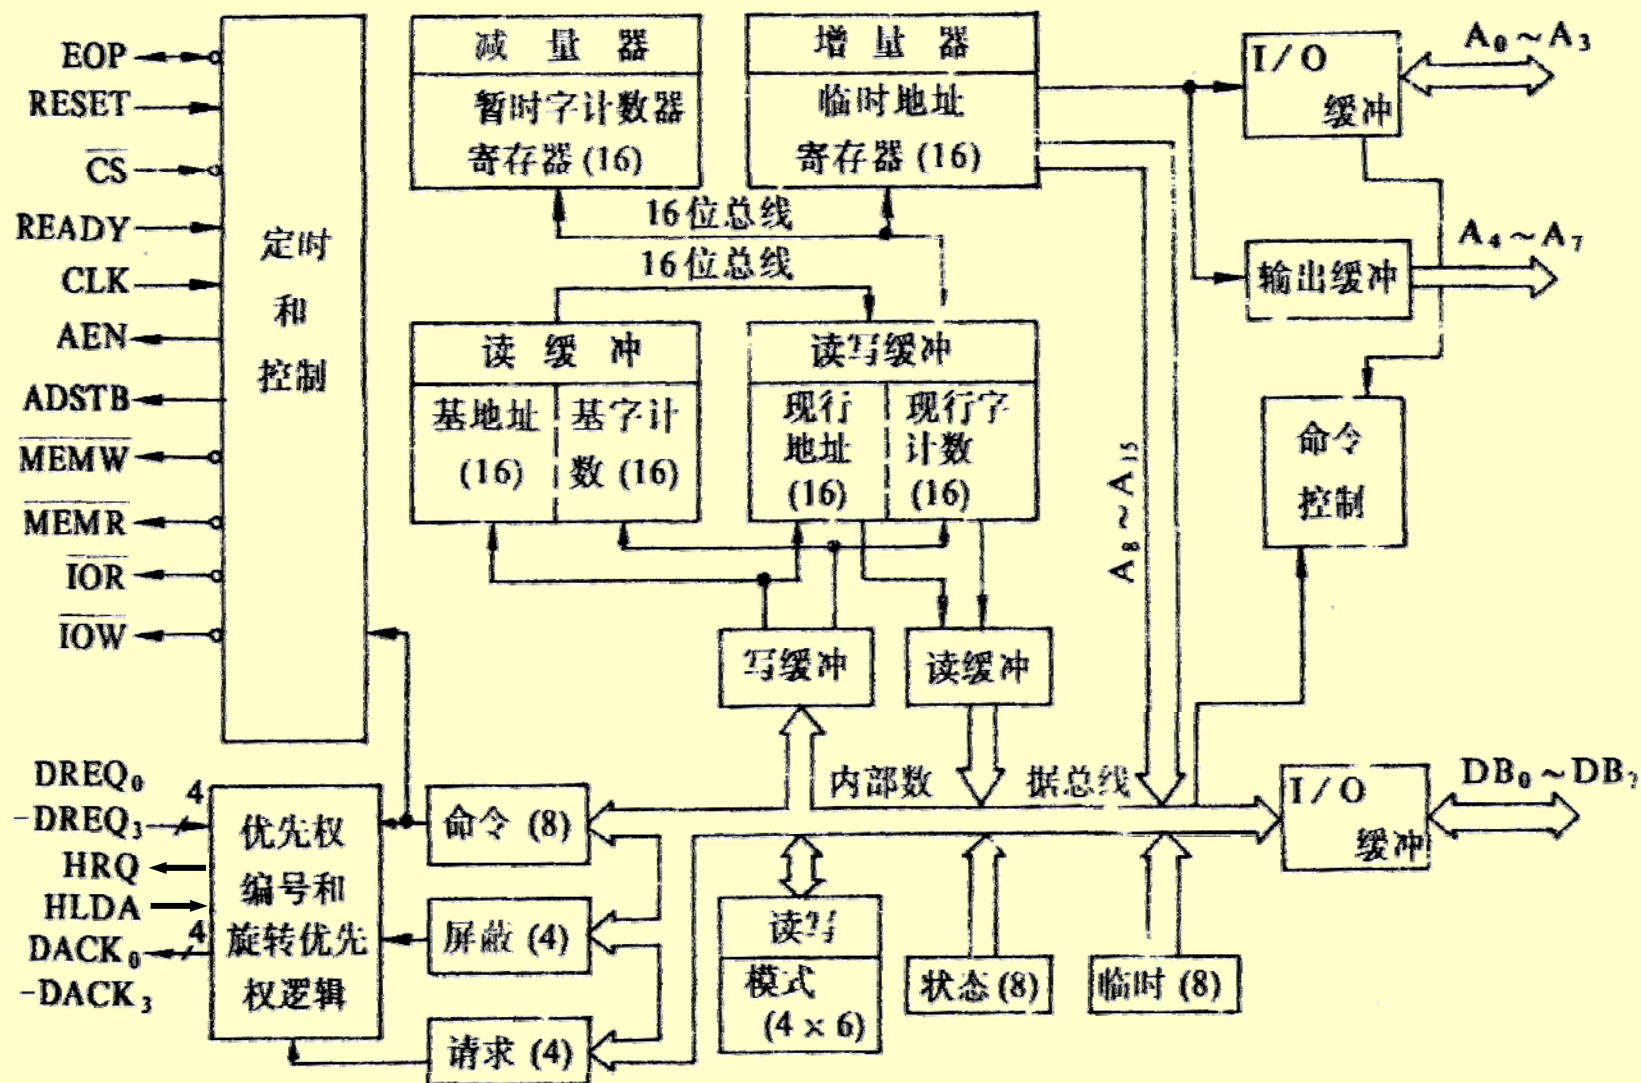 EOP
RESET
C̅S̅
READY
CLK
AEN
ADSTB
M̅E̅M̅W̅
M̅E̅M̅R̅
I̅O̅R̅
I̅O̅W̅
定时
和
控制
减 量 器
暂时字计数器
寄存器 (16)
增 量 器
临时地址
寄存器 (16)
16位总线
16位总线
读 缓 冲
基地址
(16)
基字计
数 (16)
读写缓冲
现行
地址
(16)
现行字
计数
(16)
A₈～A₁₅
I/O
缓冲
A₀～A₃
输出缓冲
A₄～A₇
命令
控制
写缓冲
读缓冲
内部数 据总线
I/O
缓冲
DB₀～DB₇
DREQ₀
-DREQ₃
4
HRQ
HLDA
4
DACK₀
-DACK₃
优先权
编号和
旋转优先
权逻辑
命令 (8)
屏蔽 (4)
请求 (4)
读写
模式
(4 × 6)
状态 (8)
临时 (8)